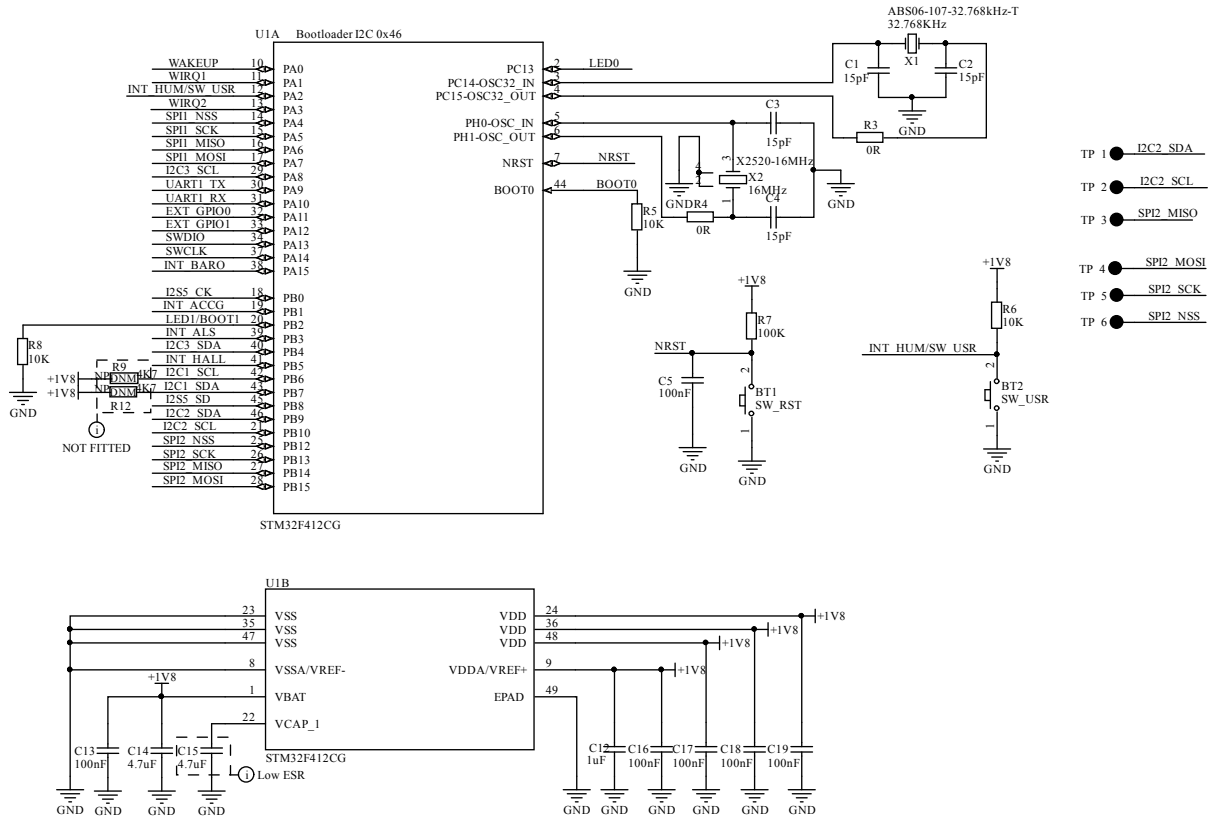 ABS06-107-32.768kHz-T
32.768KHz
X1
C1
15pF
C2
15pF
GND
R3
0R
U1A Bootloader I2C 0x46
WAKEUP 10 PA0
WIRQ1 11 PA1
INT_HUM/SW_USR 12 PA2
WIRQ2 13 PA3
SPI1_NSS 14 PA4
SPI1_SCK 15 PA5
SPI1_MISO 16 PA6
SPI1_MOSI 17 PA7
I2C3_SCL 29 PA8
UART1_TX 30 PA9
UART1_RX 31 PA10
EXT_GPIO0 32 PA11
EXT_GPIO1 33 PA12
SWDIO 34 PA13
SWCLK 37 PA14
INT_BARO 38 PA15
I2S5_CK 18 PB0
INT_ACCG 19 PB1
LED1/BOOT1 20 PB2
INT_ALS 39 PB3
I2C3_SDA 40 PB4
INT_HALL 41 PB5
I2C1_SCL 42 PB6
I2C1_SDA 43 PB7
I2S5_SD 45 PB8
I2C2_SDA 46 PB9
I2C2_SCL 21 PB10
SPI2_NSS 25 PB12
SPI2_SCK 26 PB13
SPI2_MISO 27 PB14
SPI2_MOSI 28 PB15
STM32F412CG
PC13 2 LED0
PC14-OSC32_IN 3
PC15-OSC32_OUT 4
PH0-OSC_IN 5
PH1-OSC_OUT 6
NRST 7 NRST
BOOT0 44 BOOT0
R8
10K
GND
R9
+1V8 DNM 4K7
+1V8 DNM 4K7
R12
i
NOT FITTED
C3
15pF
X2520-16MHz
X2
16MHz
3
1
4
GND
R4
0R
C4
15pF
GND
R5
10K
GND
+1V8
R7
100K
NRST
C5
100nF
GND
2
BT1
SW_RST
1
GND
+1V8
R6
10K
INT_HUM/SW_USR
2
BT2
SW_USR
1
GND
TP 1 I2C2_SDA
TP 2 I2C2_SCL
TP 3 SPI2_MISO
TP 4 SPI2_MOSI
TP 5 SPI2_SCK
TP 6 SPI2_NSS
U1B
23 VSS
35 VSS
47 VSS
8 VSSA/VREF-
+1V8
1 VBAT
22 VCAP_1
STM32F412CG
VDD 24 +1V8
VDD 36 +1V8
VDD 48 +1V8
VDDA/VREF+ 9 +1V8
EPAD 49
C13
100nF
C14
4.7uF
C15
4.7uF
i Low ESR
C12
1uF
C16
100nF
C17
100nF
C18
100nF
C19
100nF
GND GND GND GND GND GND GND GND GND GND